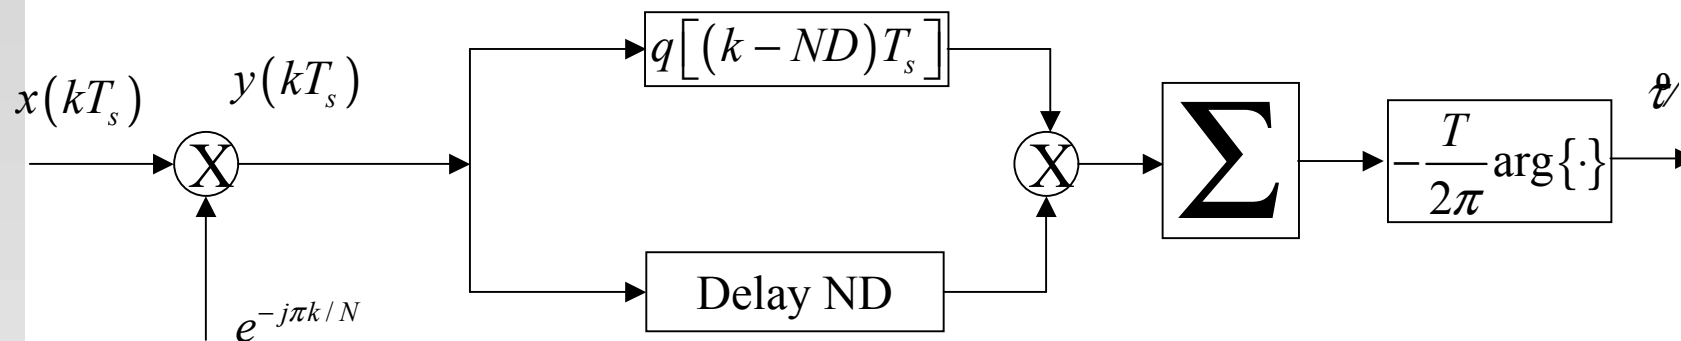 x(kT_s)
y(kT_s)
q[(k − ND)T_s]
X
X
Σ
−T/2π arg{·}
Delay ND
e^{−jπk/N}